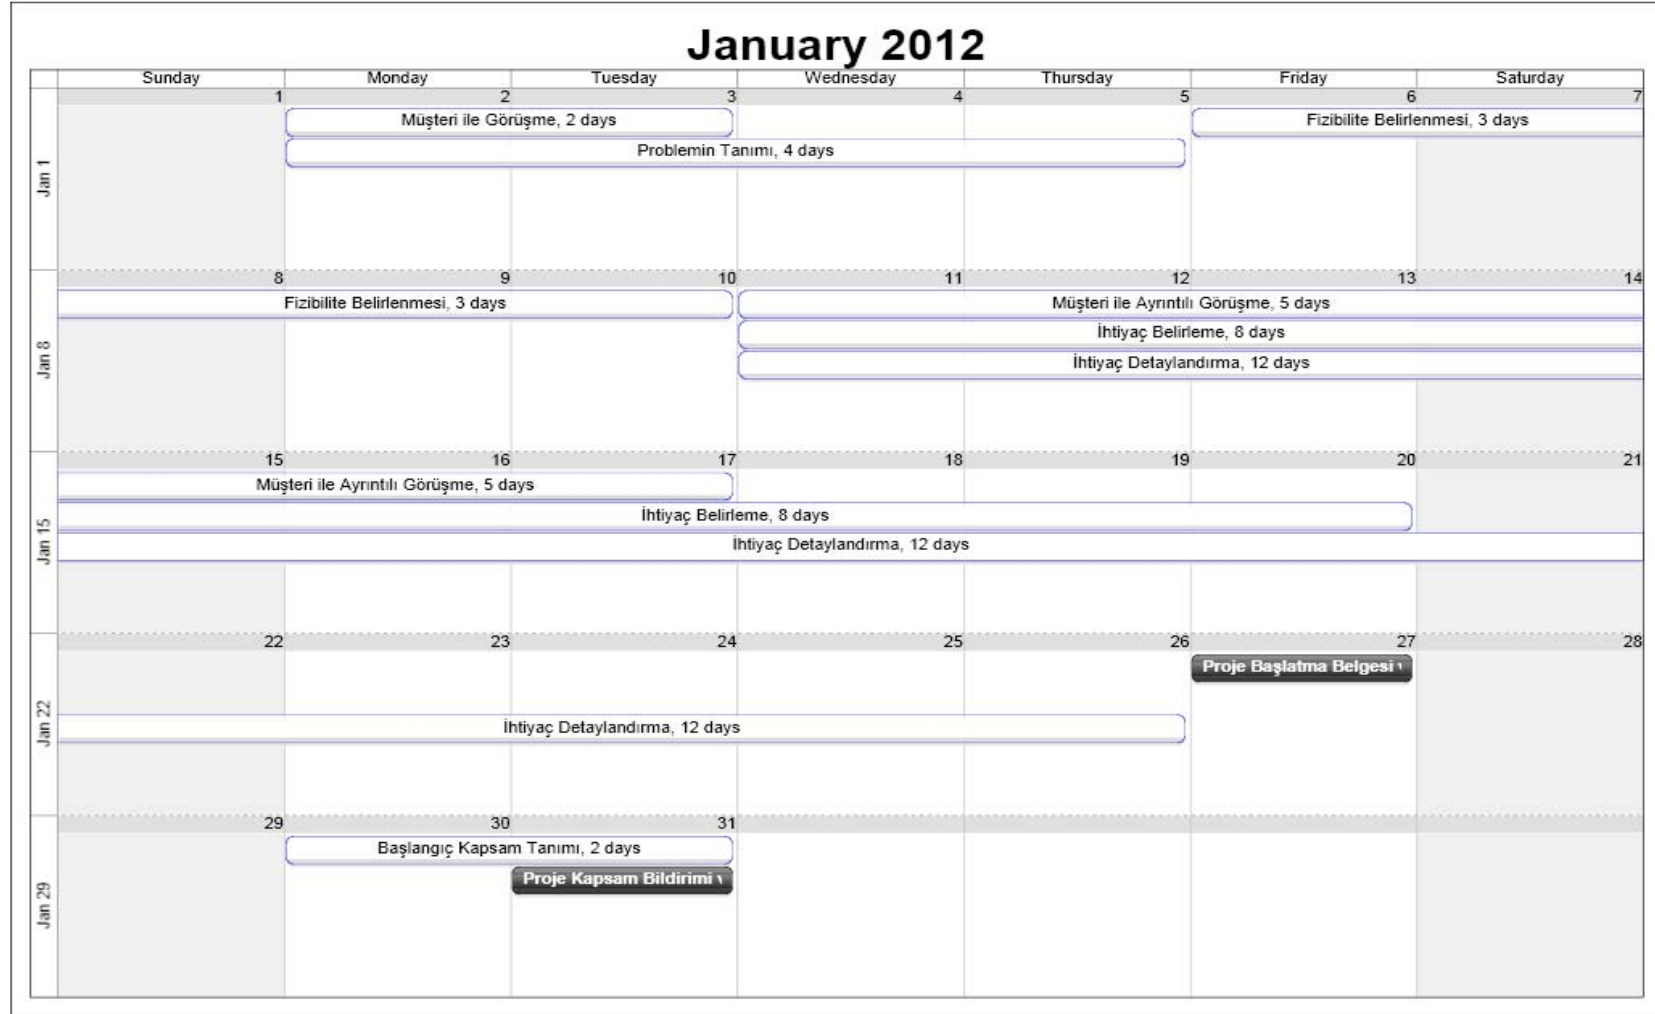 January 2012
Sunday Monday Tuesday Wednesday Thursday Friday Saturday
Jan 1
1 2 3 4 5 6 7
Müşteri ile Görüşme, 2 days Fizibilite Belirlenmesi, 3 days
Problemin Tanımı, 4 days
Jan 8
8 9 10 11 12 13 14
Fizibilite Belirlenmesi, 3 days Müşteri ile Ayrıntılı Görüşme, 5 days
İhtiyaç Belirleme, 8 days
İhtiyaç Detaylandırma, 12 days
Jan 15
15 16 17 18 19 20 21
Müşteri ile Ayrıntılı Görüşme, 5 days
İhtiyaç Belirleme, 8 days
İhtiyaç Detaylandırma, 12 days
Jan 22
22 23 24 25 26 27 28
Proje Başlatma Belgesi
İhtiyaç Detaylandırma, 12 days
Jan 29
29 30 31
Başlangıç Kapsam Tanımı, 2 days
Proje Kapsam Bildirimi